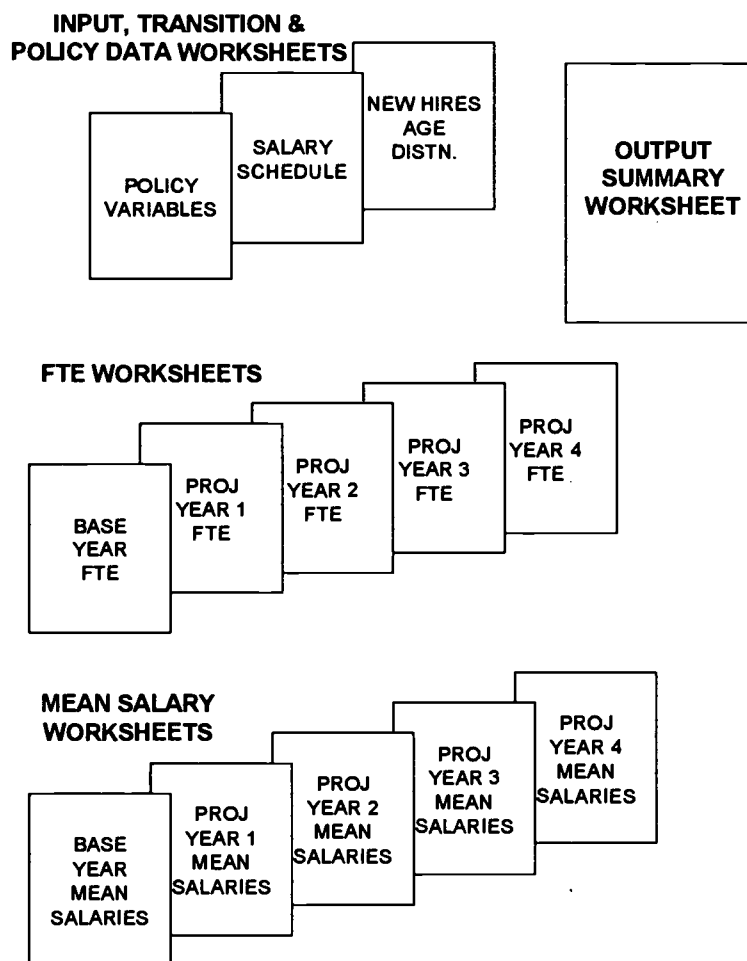 INPUT, TRANSITION &
POLICY DATA WORKSHEETS
POLICY
VARIABLES
SALARY
SCHEDULE
NEW HIRES
AGE
DISTN.
OUTPUT
SUMMARY
WORKSHEET
FTE WORKSHEETS
BASE
YEAR
FTE
PROJ
YEAR 1
FTE
PROJ
YEAR 2
FTE
PROJ
YEAR 3
FTE
PROJ
YEAR 4
FTE
MEAN SALARY
WORKSHEETS
BASE
YEAR
MEAN
SALARIES
PROJ
YEAR 1
MEAN
SALARIES
PROJ
YEAR 2
MEAN
SALARIES
PROJ
YEAR 3
MEAN
SALARIES
PROJ
YEAR 4
MEAN
SALARIES